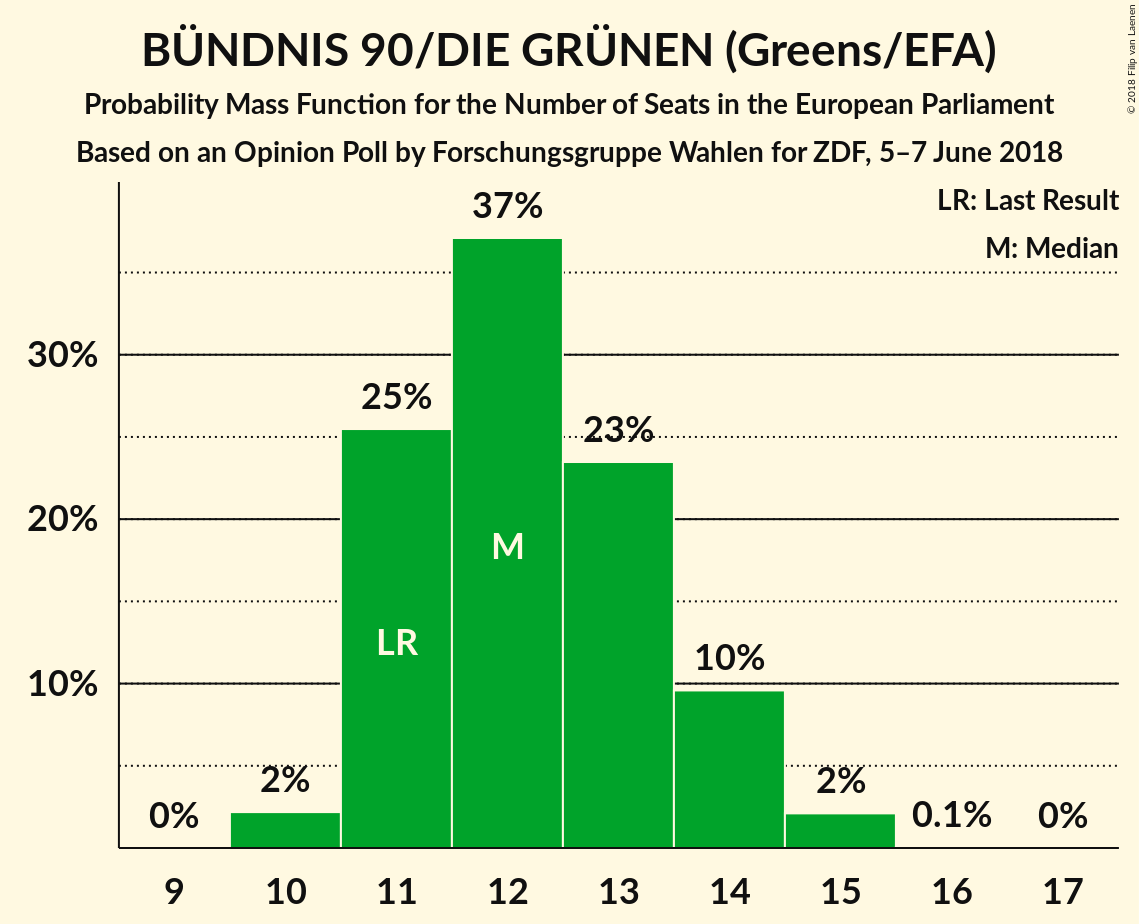 BÜNDNIS 90/DIE GRÜNEN (Greens/EFA)
Probability Mass Function for the Number of Seats in the European Parliament
Based on an Opinion Poll by Forschungsgruppe Wahlen for ZDF, 5–7 June 2018
© 2018 Filip van Laenen
LR: Last Result
M: Median
37%
30%
25%
23%
20%
M
LR
10%
10%
2%
2%
0%
0.1%
0%
9 10 11 12 13 14 15 16 17